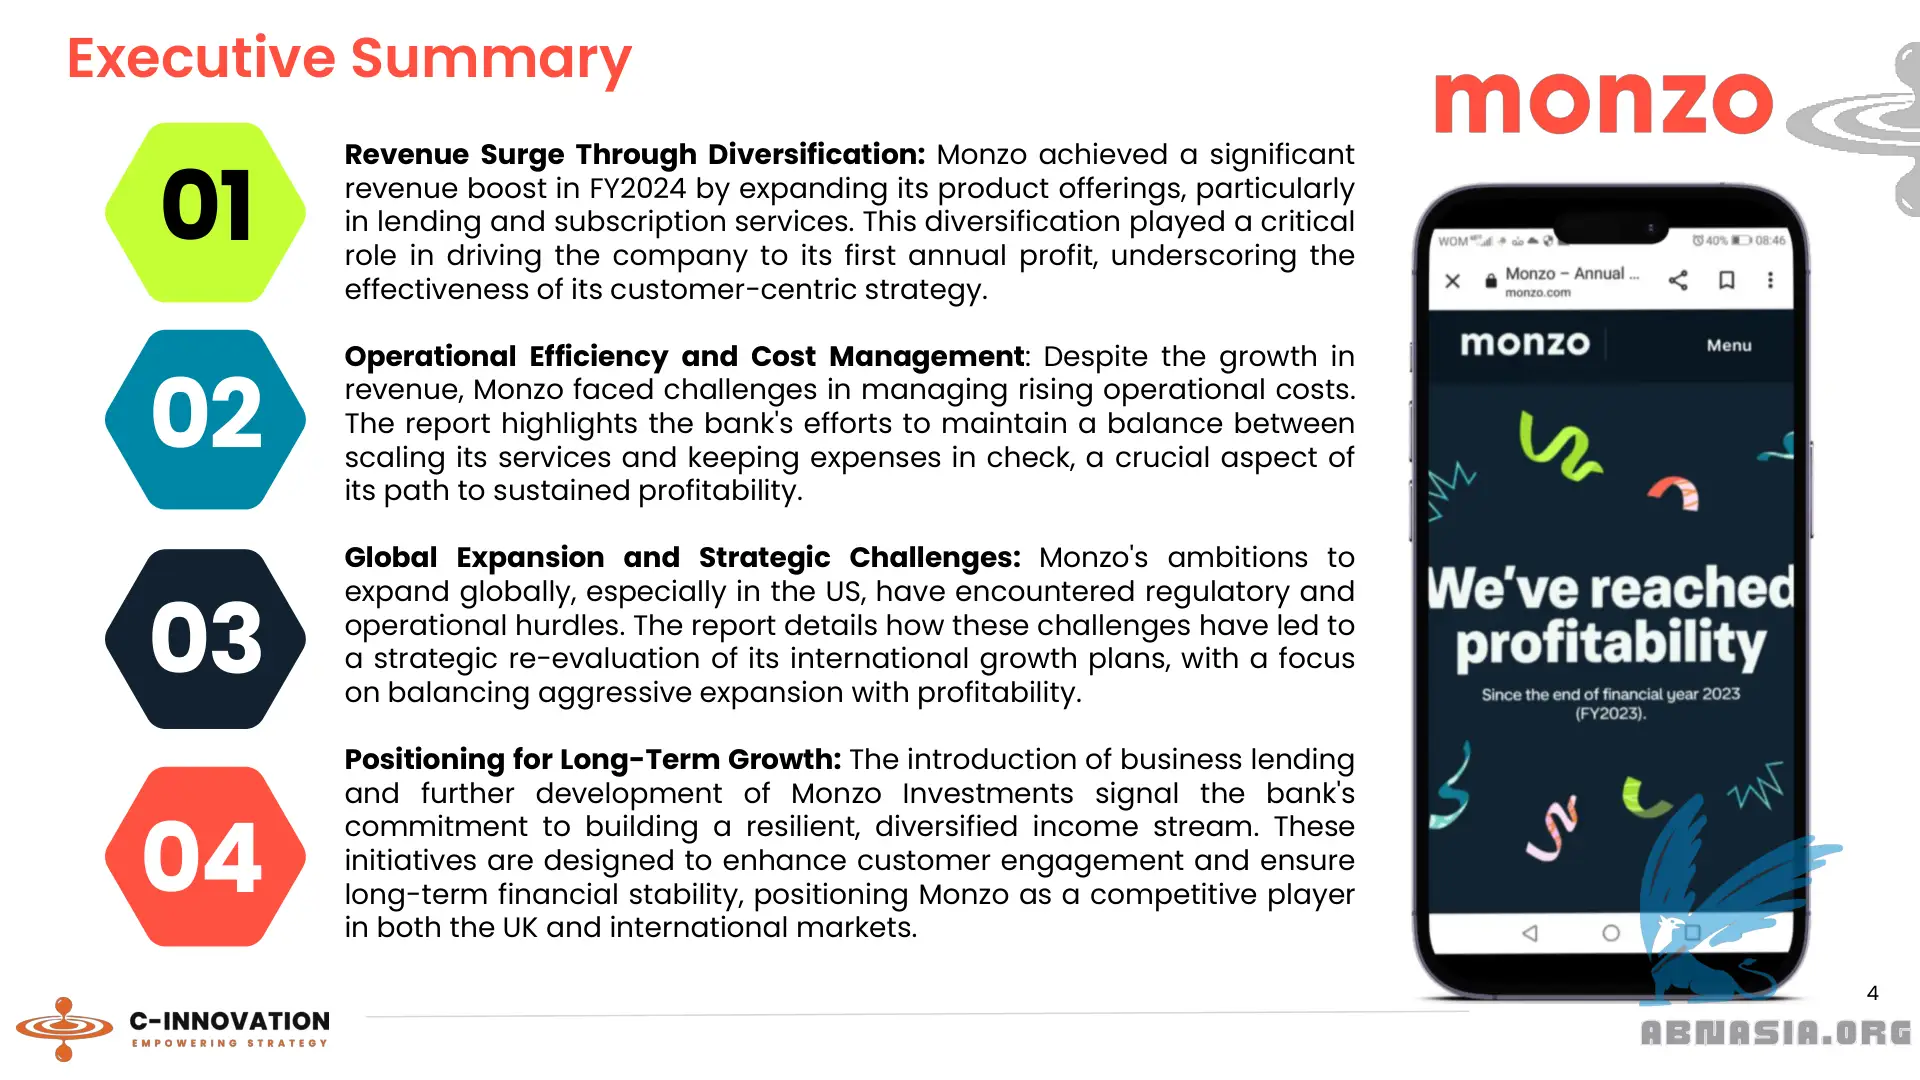 Executive Summary
monzo
01
Revenue Surge Through Diversification: Monzo achieved a significant
revenue boost in FY2024 by expanding its product offerings, particularly
in lending and subscription services. This diversification played a critical
role in driving the company to its first annual profit, underscoring the
effectiveness of its customer-centric strategy.
02
Operational Efficiency and Cost Management: Despite the growth in
revenue, Monzo faced challenges in managing rising operational costs.
The report highlights the bank's efforts to maintain a balance between
scaling its services and keeping expenses in check, a crucial aspect of
its path to sustained profitability.
03
Global Expansion and Strategic Challenges: Monzo's ambitions to
expand globally, especially in the US, have encountered regulatory and
operational hurdles. The report details how these challenges have led to
a strategic re-evaluation of its international growth plans, with a focus
on balancing aggressive expansion with profitability.
04
Positioning for Long-Term Growth: The introduction of business lending
and further development of Monzo Investments signal the bank's
commitment to building a resilient, diversified income stream. These
initiatives are designed to enhance customer engagement and ensure
long-term financial stability, positioning Monzo as a competitive player
in both the UK and international markets.
WOM 40% 08:46
Monzo – Annual ...
monzo.com
monzo Menu
We've reached
profitability
Since the end of financial year 2023
(FY2023).
4
C-INNOVATION
EMPOWERING STRATEGY
ABNASIA.ORG